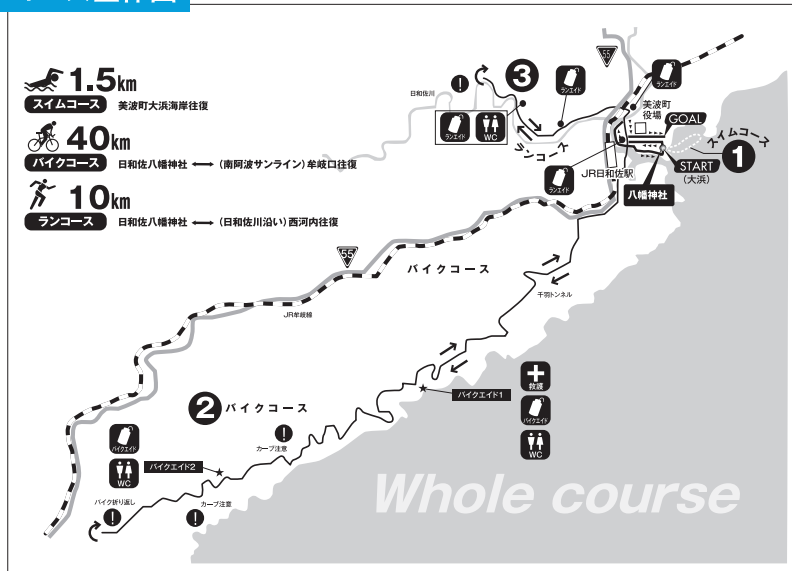 1.5km
スイムコース 美波町大浜海岸往復
40km
バイクコース 日和佐八幡神社 ⟷ (南阿波サンライン)牟岐口往復
10km
ランコース 日和佐八幡神社 ⟷ (日和佐川沿い)西河内往復
55
!
3
日和佐川
ランエイド
ランエイド
美波町
役場
GOAL
スイムコース
1
ランエイド
WC
ランコース
JR日和佐駅
START
(大浜)
ランエイド
八幡神社
55
バイクコース
千羽トンネル
JR牟岐線
救護
バイクエイド1
バイクエイド
WC
2
バイクコース
!
カーブ注意
バイクエイド
WC
バイクエイド2
バイク折り返し
!
カーブ注意
!
Whole course